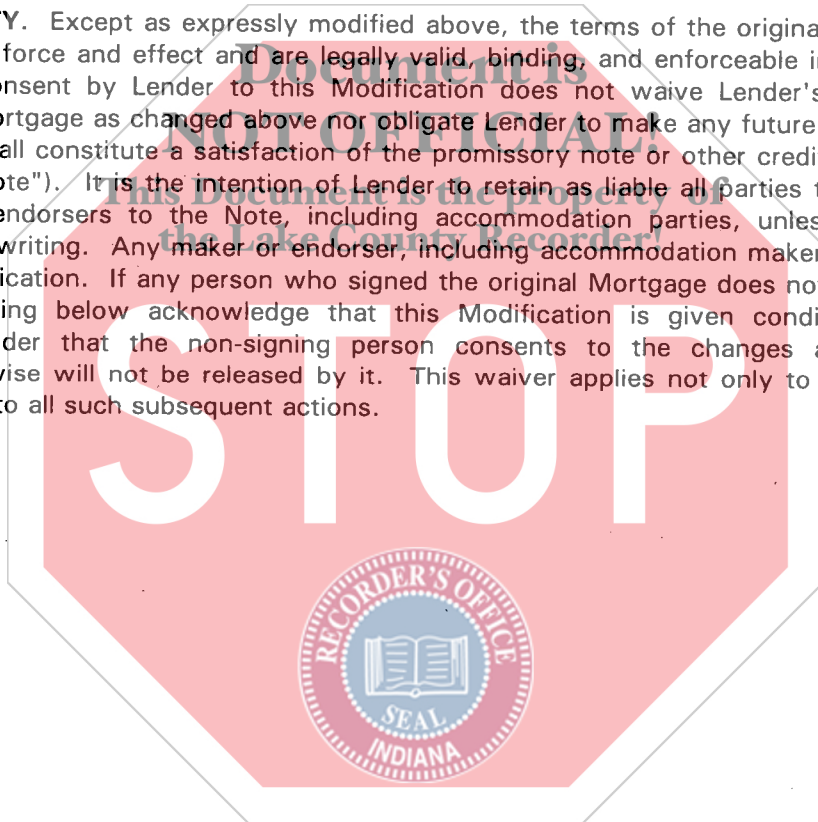 Y. Except as expressly modified above, the terms of the origina
force and effect and are legally valid, binding, and enforceable i
Document is
nsent by Lender to this Modification does not waive Lender's
rtgage as changed above nor obligate Lender to make any future
NOT OFFICIAL!
all constitute a satisfaction of the promissory note or other credi
te"). It is the intention of Lender to retain as liable all parties t
This Document is the property of
endorsers to the Note, including accommodation parties, unles
the Lake County Recorder!
writing. Any maker or endorser, including accommodation maker
ication. If any person who signed the original Mortgage does no
ing below acknowledge that this Modification is given condi
der that the non-signing person consents to the changes a
vise will not be released by it. This waiver applies not only to
to all such subsequent actions.
STOP
RECORDER'S OFFICE
SEAL
INDIANA